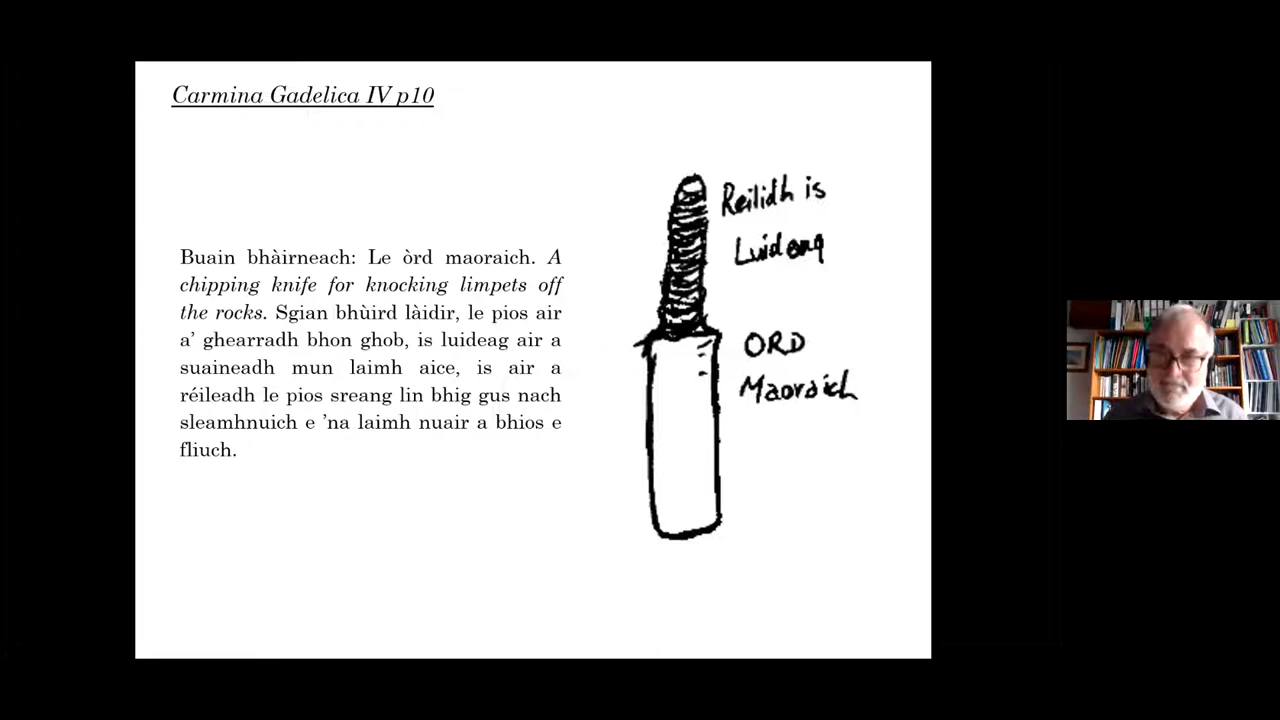 Carmina Gadelica IV p10
Buain bhàirneach: Le òrd maoraich. A
chipping knife for knocking limpets off
the rocks. Sgian bhùird làidir, le pios air
a’ ghearradh bhon ghob, is luideag air a
suaineadh mun laimh aice, is air a
réileadh le pios sreang lin bhig gus nach
sleamhnuich e ’na laimh nuair a bhios e
fliuch.
Reilidh is
Luideag
ORD
Maoraich